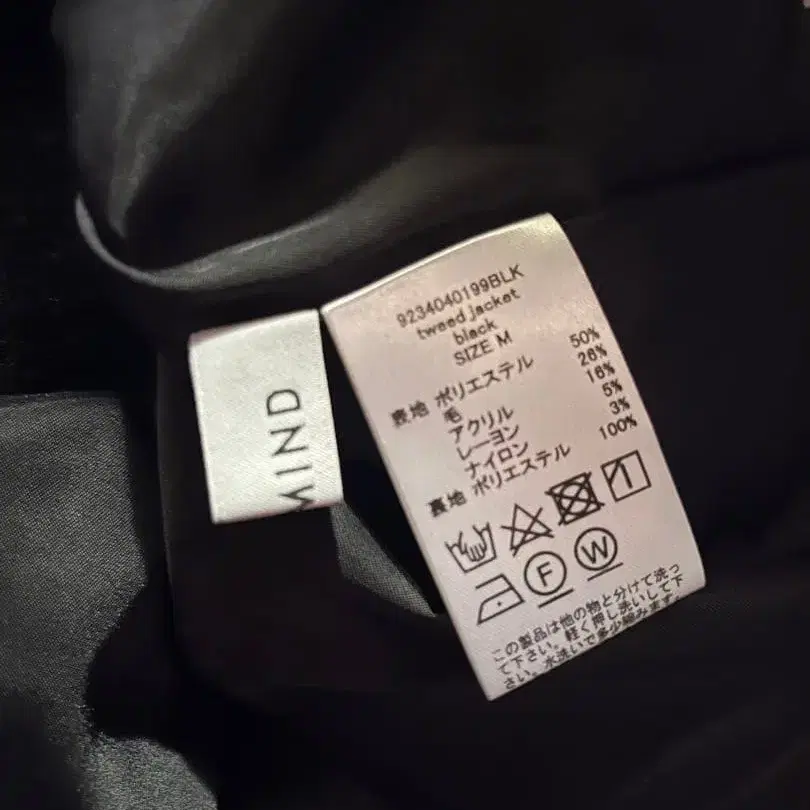 MIND
9234040199BLK
tweed jacket
black
SIZE M
表地 ポリエステル 50%
毛 26%
アクリル 16%
レーヨン 5%
ナイロン 3%
裏地 ポリエステル 100%
F W
この製品は他の物と分けて洗っ
て下さい。軽く押し洗いして下
さい。水洗いで多少縮みます。